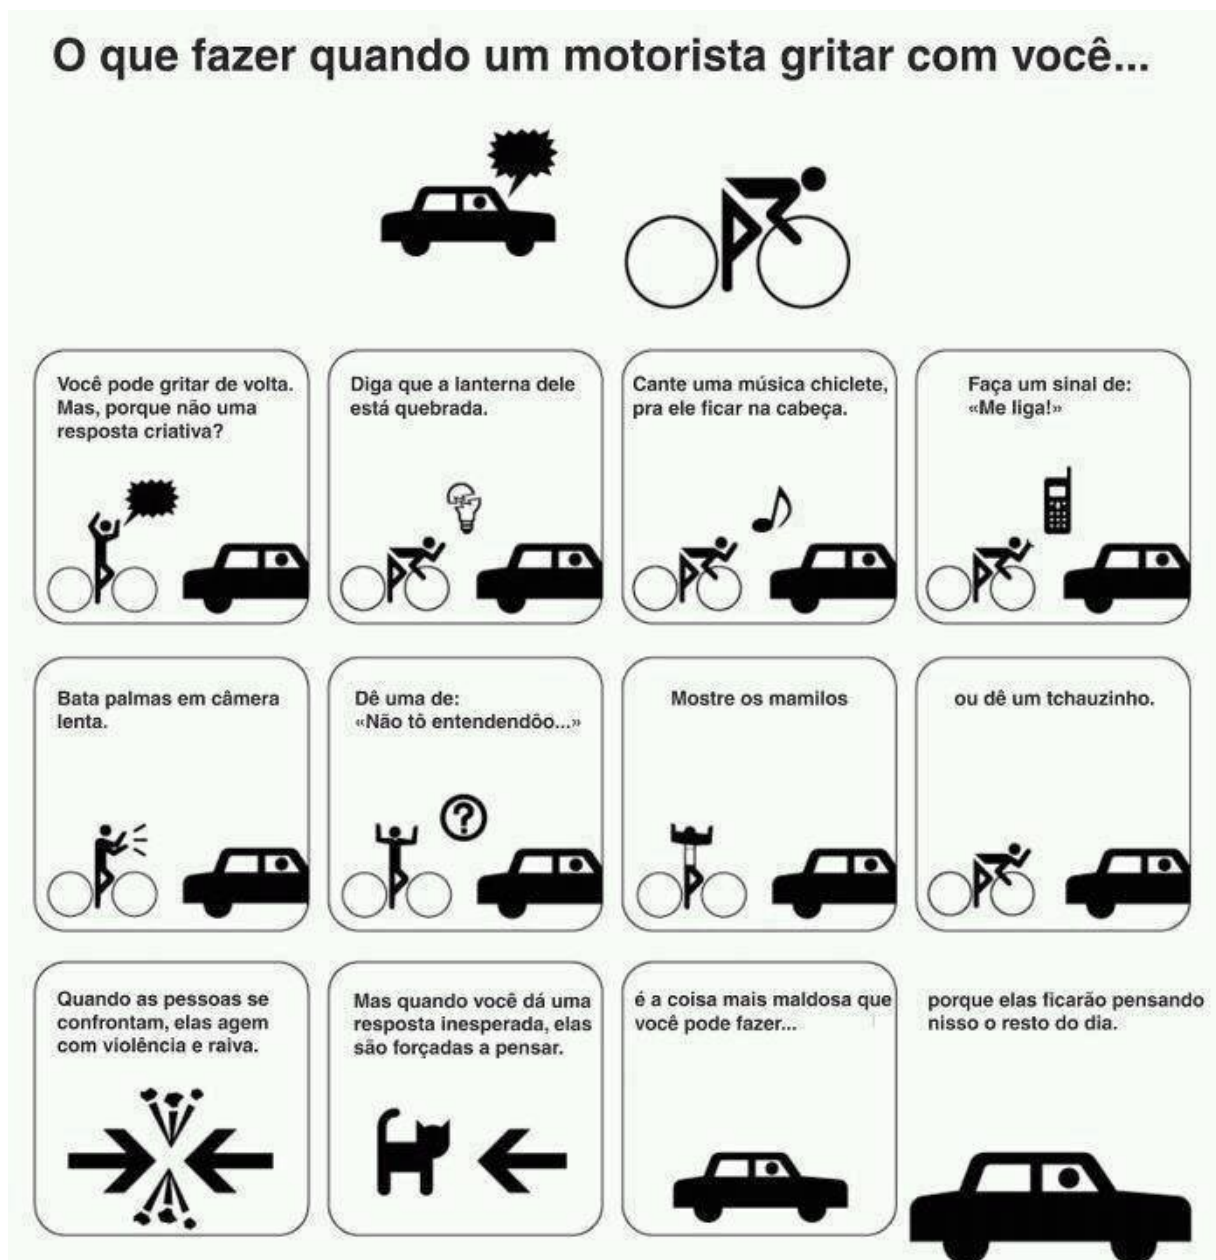 O que fazer quando um motorista gritar com você...
Você pode gritar de volta.
Mas, porque não uma
resposta criativa?
Diga que a lanterna dele
está quebrada.
Cante uma música chiclete,
pra ele ficar na cabeça.
Faça um sinal de:
«Me liga!»
Bata palmas em câmera
lenta.
Dê uma de:
«Não tô entendendôo...»
?
Mostre os mamilos
ou dê um tchauzinho.
Quando as pessoas se
confrontam, elas agem
com violência e raiva.
Mas quando você dá uma
resposta inesperada, elas
são forçadas a pensar.
é a coisa mais maldosa que
você pode fazer...
porque elas ficarão pensando
nisso o resto do dia.